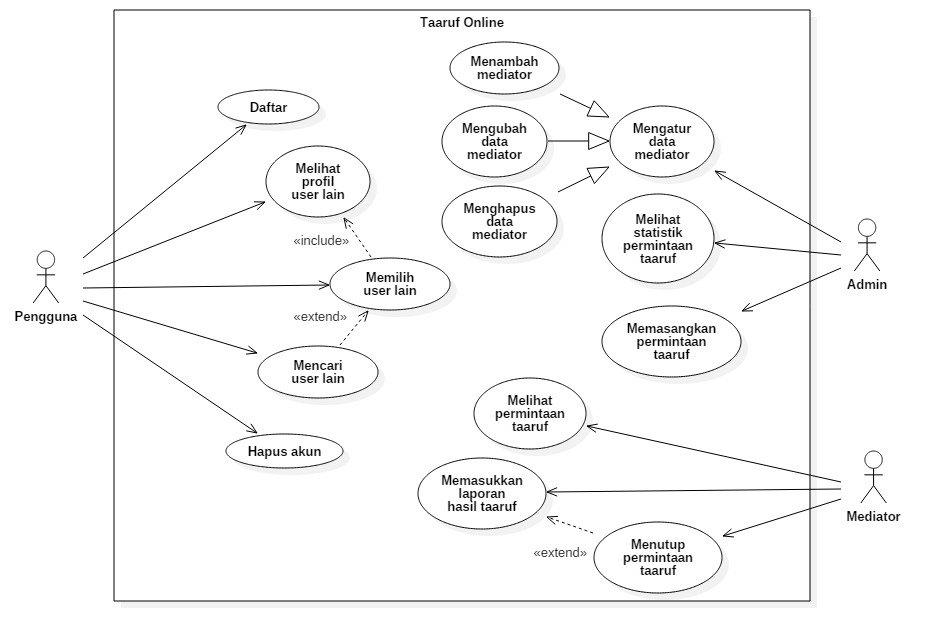 Taaruf Online
Menambah
mediator
Daftar
Mengubah
data
mediator
Mengatur
data
mediator
Melihat
profil
user lain
Menghapus
data
mediator
Melihat
statistik
permintaan
taaruf
«include»
Memilih
user lain
Pengguna
Admin
«extend»
Memasangkan
permintaan
taaruf
Mencari
user lain
Melihat
permintaan
taaruf
Hapus akun
Memasukkan
laporan
hasil taaruf
Mediator
«extend»
Menutup
permintaan
taaruf